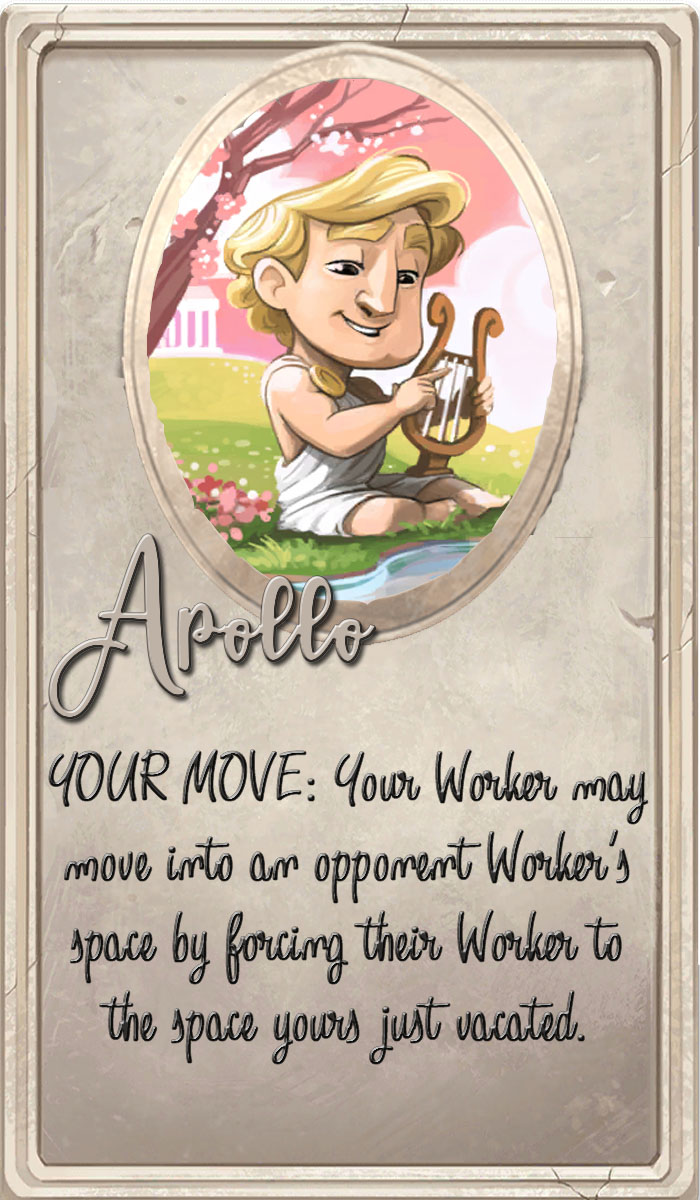 Apollo
YOUR MOVE: Your Worker may
move into an opponent Worker's
space by forcing their Worker to
the space yours just vacated.